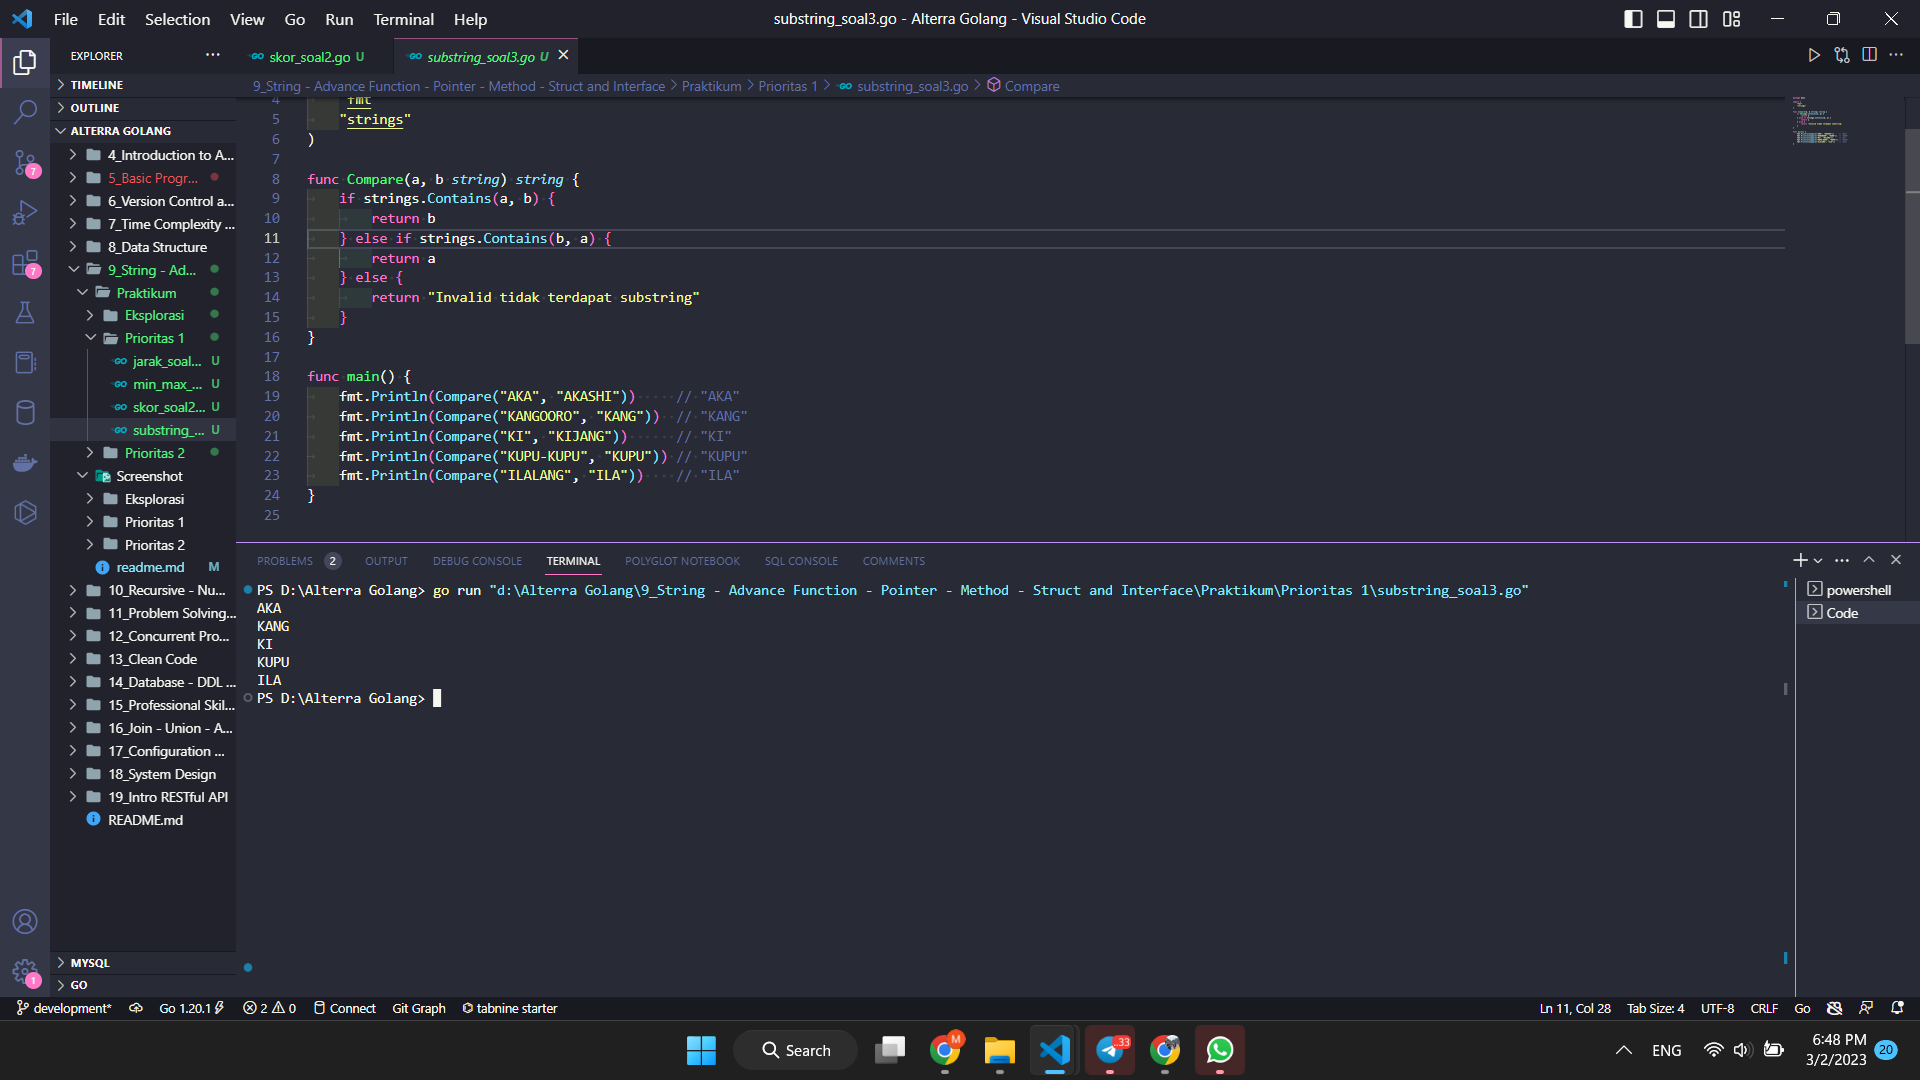 File Edit Selection View Go Run Terminal Help
substring_soal3.go - Alterra Golang - Visual Studio Code
EXPLORER
TIMELINE
OUTLINE
ALTERRA GOLANG
4_Introduction to A...
5_Basic Progr...
6_Version Control a...
7_Time Complexity ...
8_Data Structure
9_String - Ad...
Praktikum
Eksplorasi
Prioritas 1
jarak_soal... U
min_max_... U
skor_soal2... U
substring_... U
Prioritas 2
Screenshot
Eksplorasi
Prioritas 1
Prioritas 2
readme.md M
10_Recursive - Nu...
11_Problem Solving...
12_Concurrent Pro...
13_Clean Code
14_Database - DDL ...
15_Professional Skil...
16_Join - Union - A...
17_Configuration ...
18_System Design
19_Intro RESTful API
README.md
MYSQL
GO
7
7
1
skor_soal2.go U
substring_soal3.go U
9_String - Advance Function - Pointer - Method - Struct and Interface > Praktikum > Prioritas 1 > substring_soal3.go > Compare
4 "fmt"
5 "strings"
6 )
7
8 func Compare(a, b string) string {
9 if strings.Contains(a, b) {
10 return b
11 } else if strings.Contains(b, a) {
12 return a
13 } else {
14 return "Invalid tidak terdapat substring"
15 }
16 }
17
18 func main() {
19 fmt.Println(Compare("AKA", "AKASHI")) // "AKA"
20 fmt.Println(Compare("KANGOORO", "KANG")) // "KANG"
21 fmt.Println(Compare("KI", "KIJANG")) // "KI"
22 fmt.Println(Compare("KUPU-KUPU", "KUPU")) // "KUPU"
23 fmt.Println(Compare("ILALANG", "ILA")) // "ILA"
24 }
25
PROBLEMS 2 OUTPUT DEBUG CONSOLE TERMINAL POLYGLOT NOTEBOOK SQL CONSOLE COMMENTS
PS D:\Alterra Golang> go run "d:\Alterra Golang\9_String - Advance Function - Pointer - Method - Struct and Interface\Praktikum\Prioritas 1\substring_soal3.go"
AKA
KANG
KI
KUPU
ILA
PS D:\Alterra Golang>
powershell
Code
development* Go 1.20.1 2 0 Connect Git Graph tabnine starter
Ln 11, Col 28 Tab Size: 4 UTF-8 CRLF Go
Search
M
...33
ENG
6:48 PM
3/2/2023
20